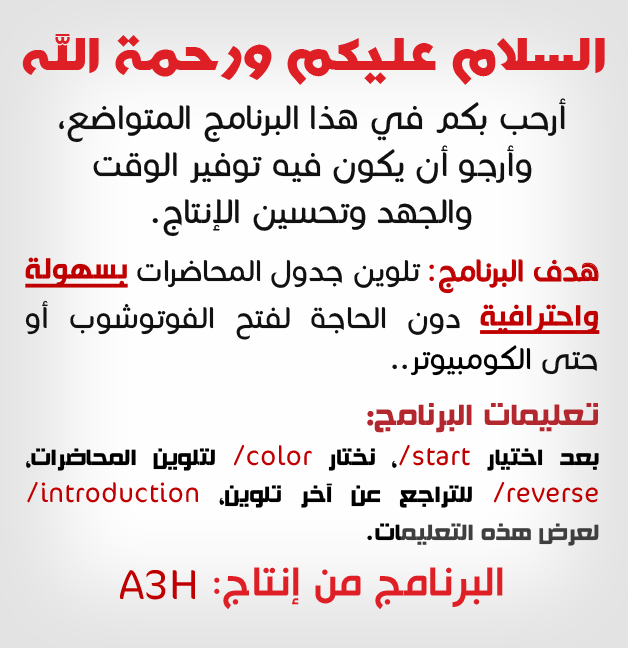 السلام عليكم ورحمة الله
أرحب بكم في هذا البرنامج المتواضع،
وأرجو أن يكون فيه توفير الوقت
والجهد وتحسين الإنتاج.
هدف البرنامج: تلوين جدول المحاضرات بسهولة
واحترافية دون الحاجة لفتح الفوتوشوب أو
حتى الكومبيوتر..
تعليمات البرنامج:
بعد اختيار /start، نختار /color لتلوين المحاضرات،
/reverse للتراجع عن آخر تلوين، /introduction
لعرض هذه التعليمات.
البرنامج من إنتاج: A3H